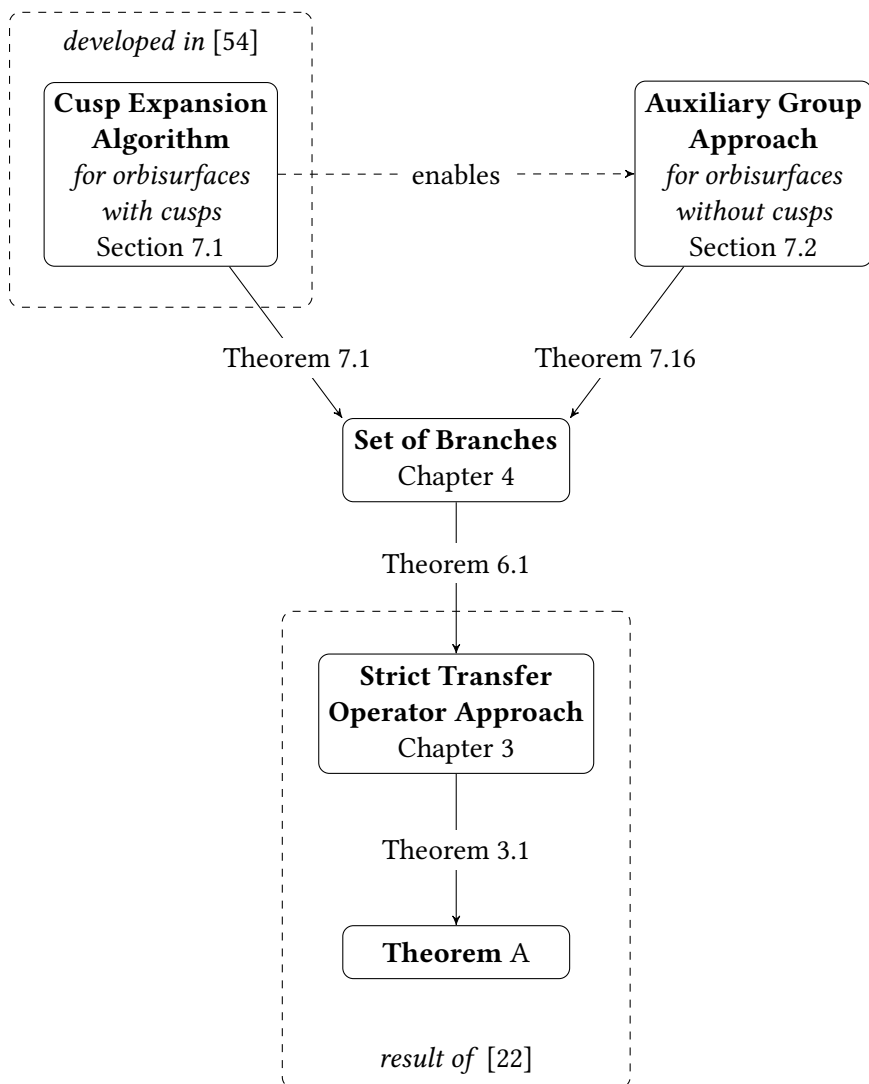 developed in [54]
Cusp Expansion
Algorithm
for orbisurfaces
with cusps
Section 7.1
enables
Auxiliary Group
Approach
for orbisurfaces
without cusps
Section 7.2
Theorem 7.1
Theorem 7.16
Set of Branches
Chapter 4
Theorem 6.1
Strict Transfer
Operator Approach
Chapter 3
Theorem 3.1
Theorem A
result of [22]